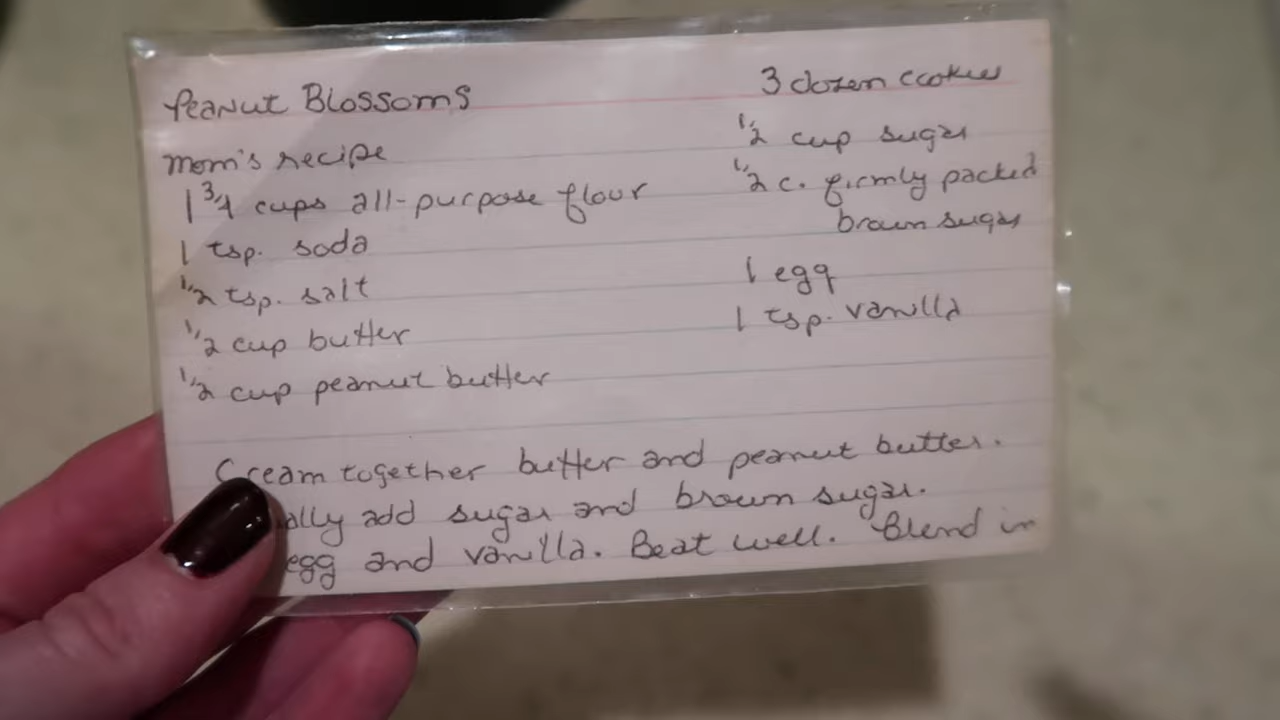 Peanut Blossoms
3 dozen ccokies
Mom's recipe
1 3/4 cups all-purpose flour
1 tsp. soda
1/2 tsp. salt
1/2 cup butter
1/2 cup peanut butter
1/2 cup sugar
1/2 c. firmly packed
brown sugar
1 egg
1 tsp. vanilla
Cream together butter and peanut butter.
ally add sugar and brown sugar.
egg and vanilla. Beat well. Blend in